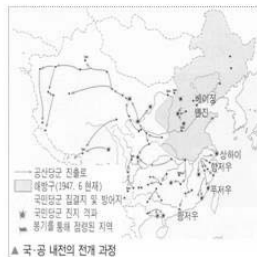 베이징
톈진
상하이
항저우
푸저우
광저우
공산당군 진출로
해방구(1947. 6 현재)
국민당군 집결지 및 방어지
국민당군 진지 격파
봉기를 통해 점령된 지역
▲ 국·공 내전의 전개 과정